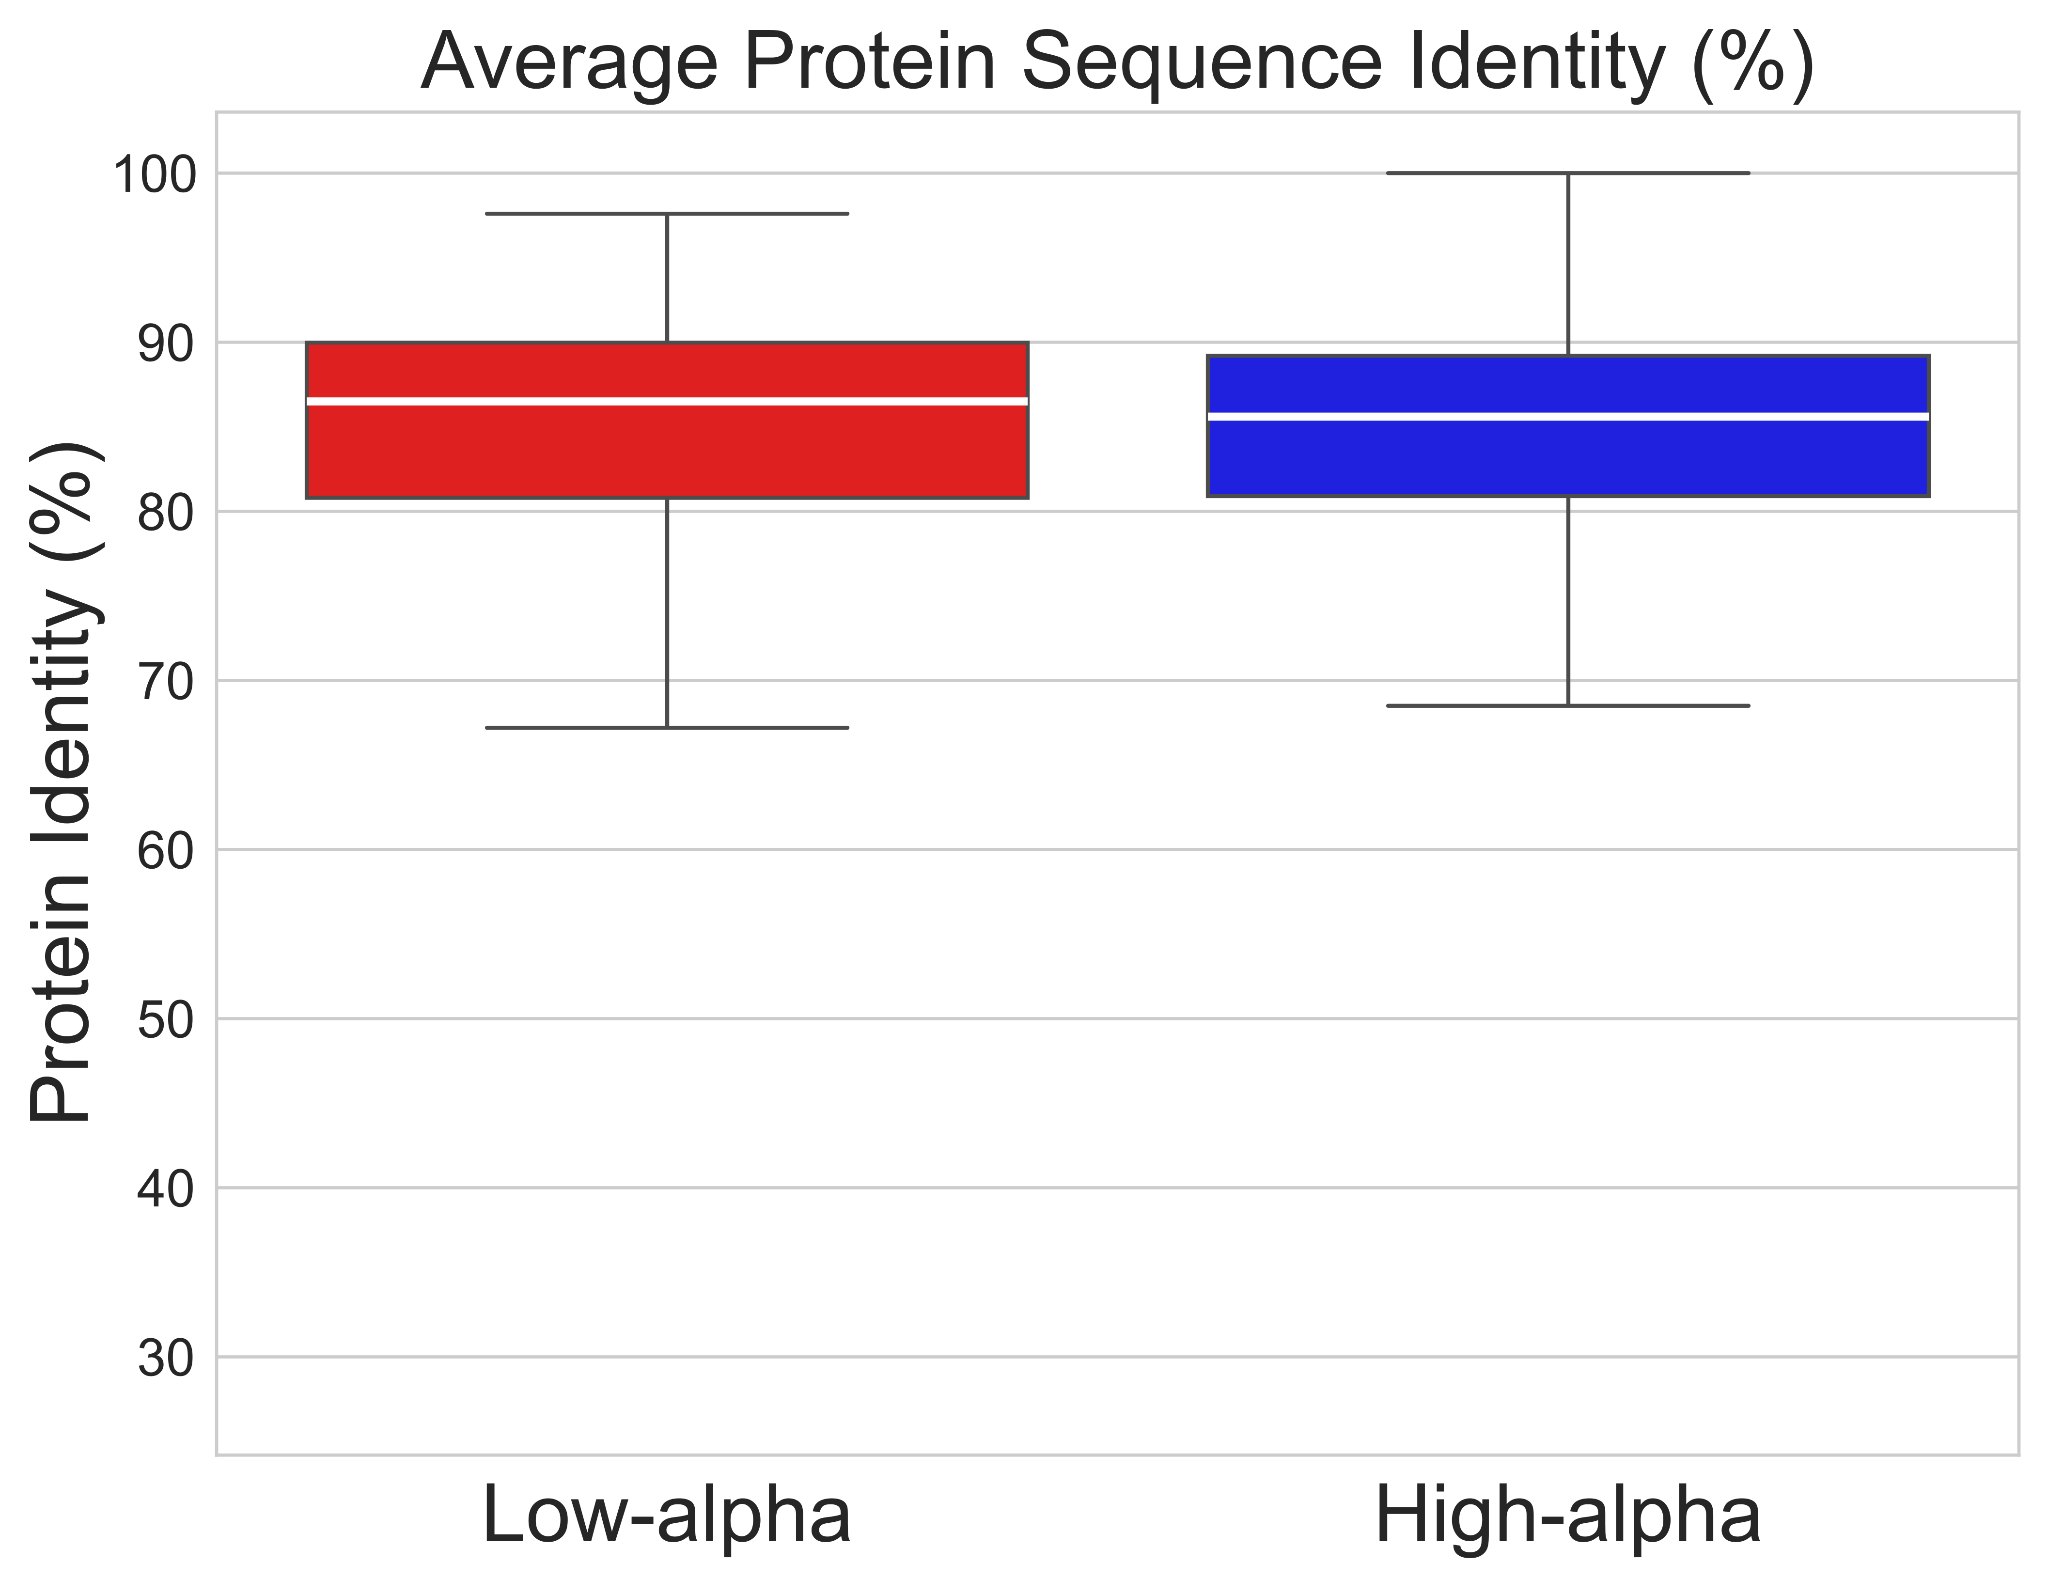 Average Protein Sequence Identity (%)
Protein Identity (%)
100
90
80
70
60
50
40
30
Low-alpha
High-alpha